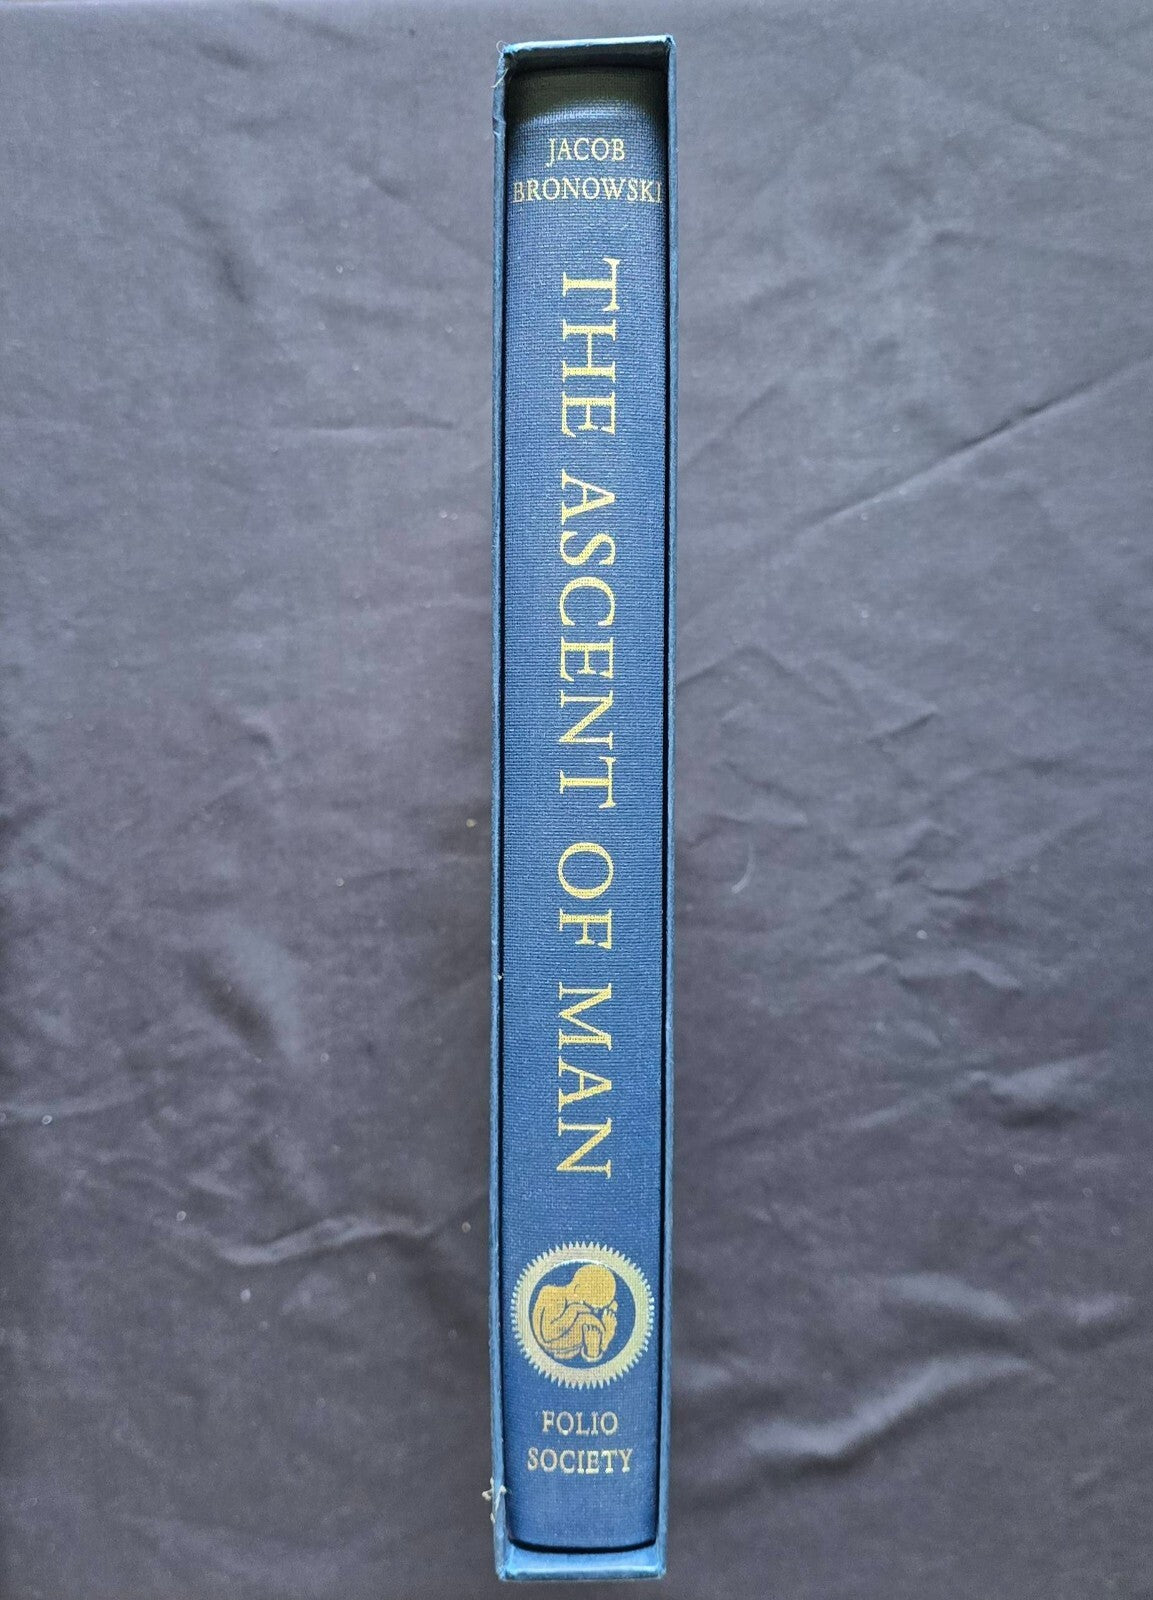 JACOB
BRONOWSKI
THE ASCENT OF MAN
FOLIO
SOCIETY